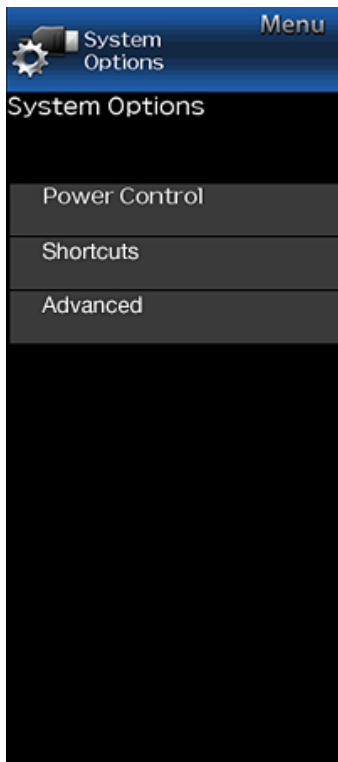 Menu
System
Options
System Options
Power Control
Shortcuts
Advanced